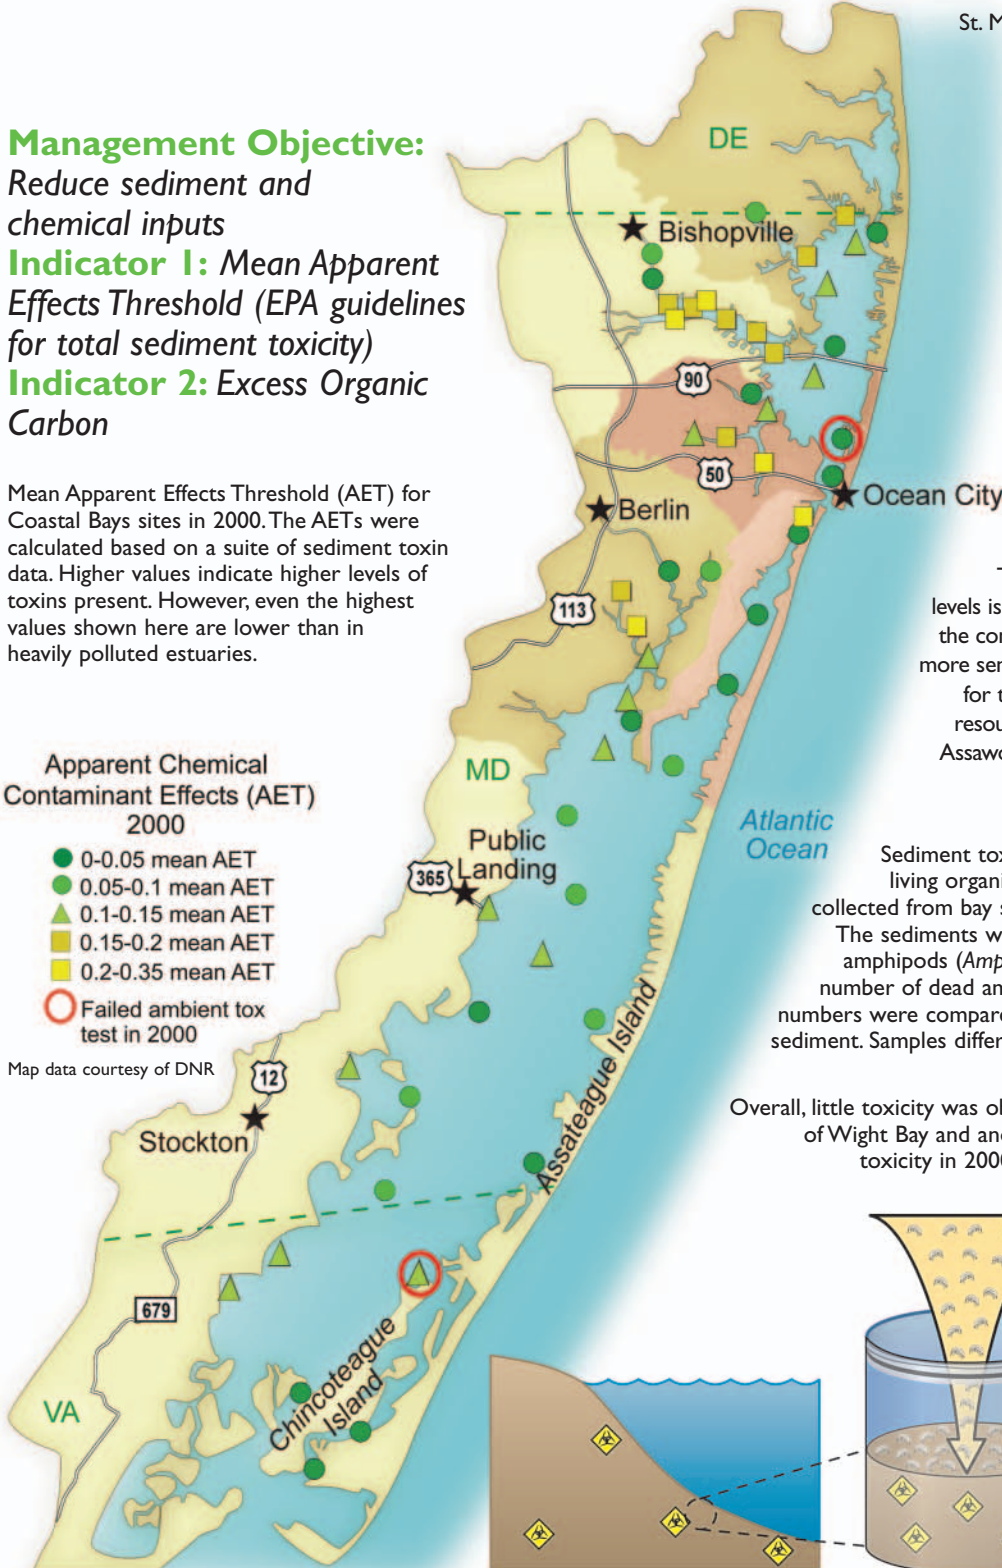 St. M
Management Objective:
Reduce sediment and
chemical inputs
Indicator 1: Mean Apparent
Effects Threshold (EPA guidelines
for total sediment toxicity)
Indicator 2: Excess Organic
Carbon
Mean Apparent Effects Threshold (AET) for
Coastal Bays sites in 2000. The AETs were
calculated based on a suite of sediment toxin
data. Higher values indicate higher levels of
toxins present. However, even the highest
values shown here are lower than in
heavily polluted estuaries.
Apparent Chemical
Contaminant Effects (AET)
2000
0-0.05 mean AET
0.05-0.1 mean AET
0.1-0.15 mean AET
0.15-0.2 mean AET
0.2-0.35 mean AET
Failed ambient tox
test in 2000
Map data courtesy of DNR
DE
Bishopville
90
50
Ocean City
Berlin
113
MD
Public
Landing
365
Atlantic
Ocean
12
Stockton
Assateague Island
679
Chincoteague
Island
VA
levels is
the con
more ser
for t
resou
Assawo
Sediment tox
living organi
collected from bay s
The sediments w
amphipods (Amp
number of dead an
numbers were compare
sediment. Samples differ
Overall, little toxicity was ol
of Wight Bay and and
toxicity in 2000